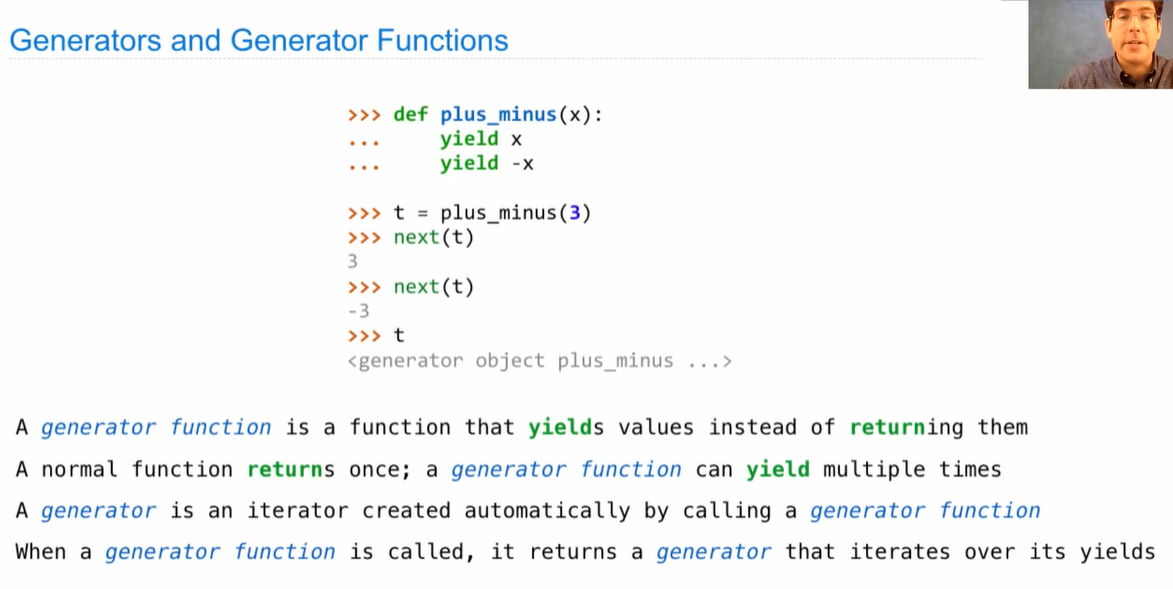 Generators and Generator Functions
>>> def plus_minus(x):
...     yield x
...     yield -x
>>> t = plus_minus(3)
>>> next(t)
3
>>> next(t)
-3
>>> t
<generator object plus_minus ...>
A generator function is a function that yields values instead of returning them
A normal function returns once; a generator function can yield multiple times
A generator is an iterator created automatically by calling a generator function
When a generator function is called, it returns a generator that iterates over its yields